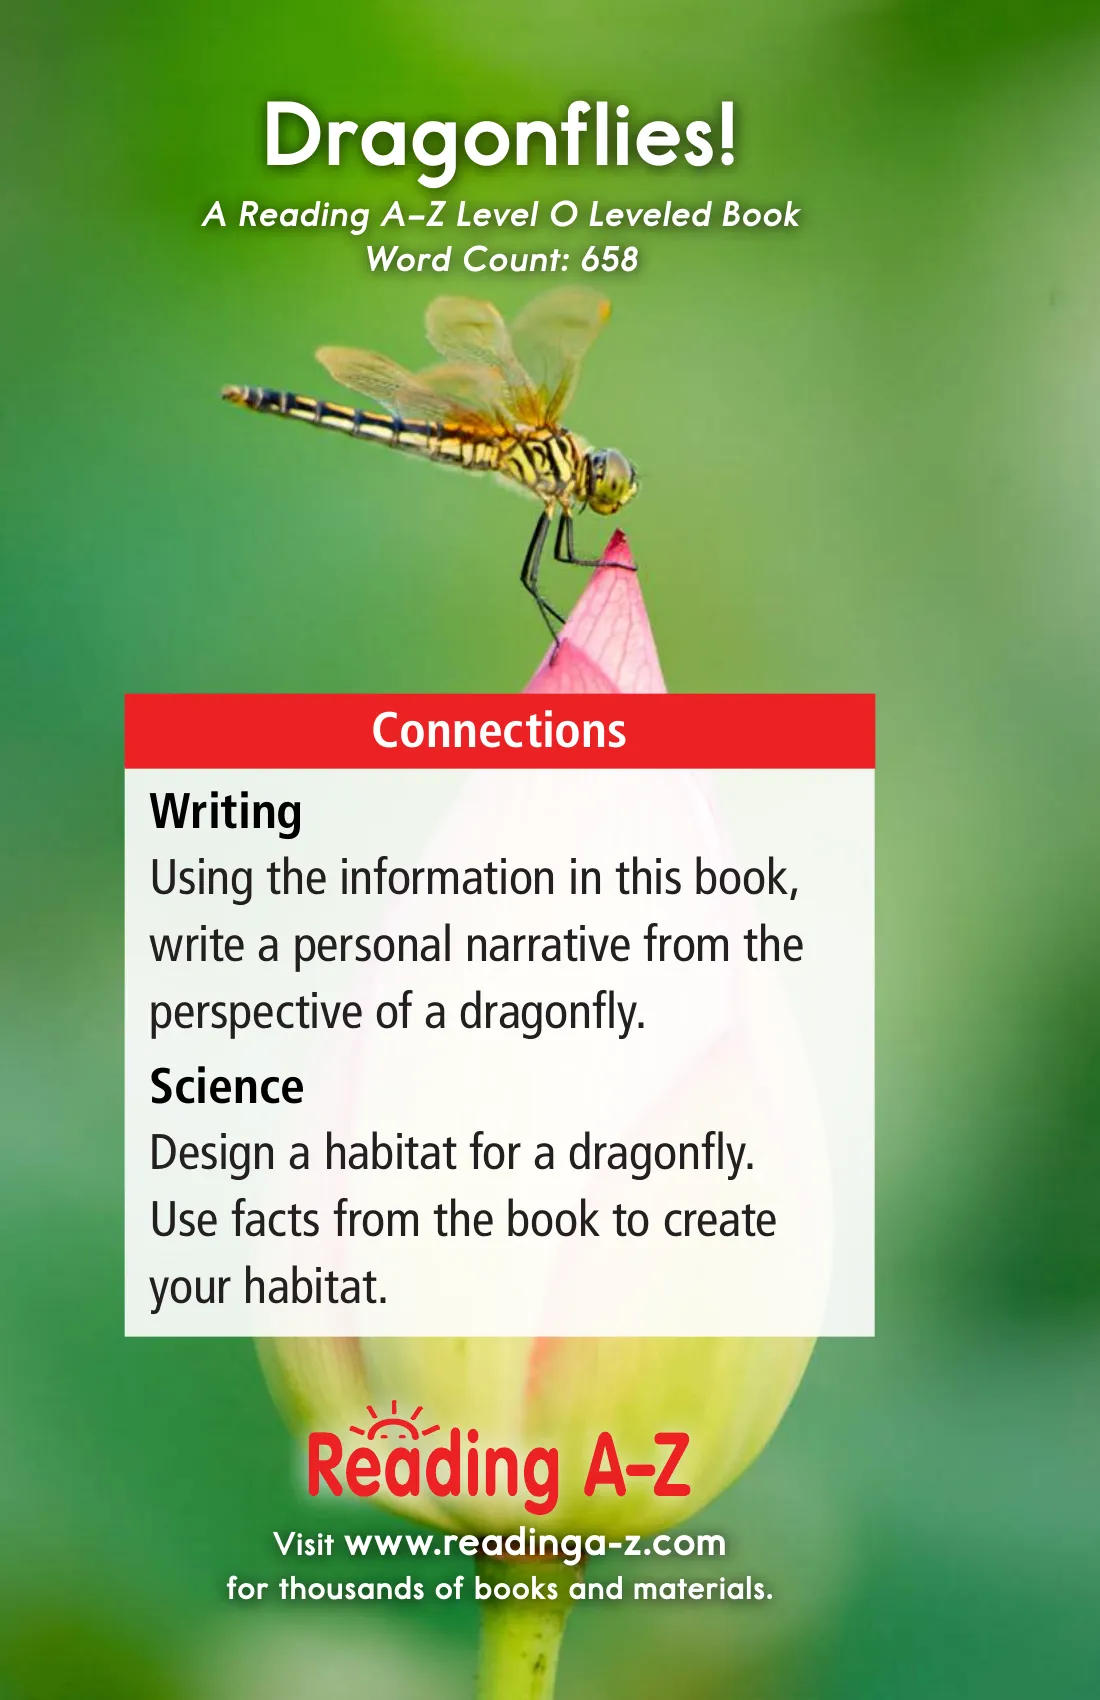 Dragonflies!
A Reading A–Z Level O Leveled Book
Word Count: 658
Connections
Writing
Using the information in this book,
write a personal narrative from the
perspective of a dragonfly.
Science
Design a habitat for a dragonfly.
Use facts from the book to create
your habitat.
Reading A–Z
Visit www.readinga-z.com
for thousands of books and materials.